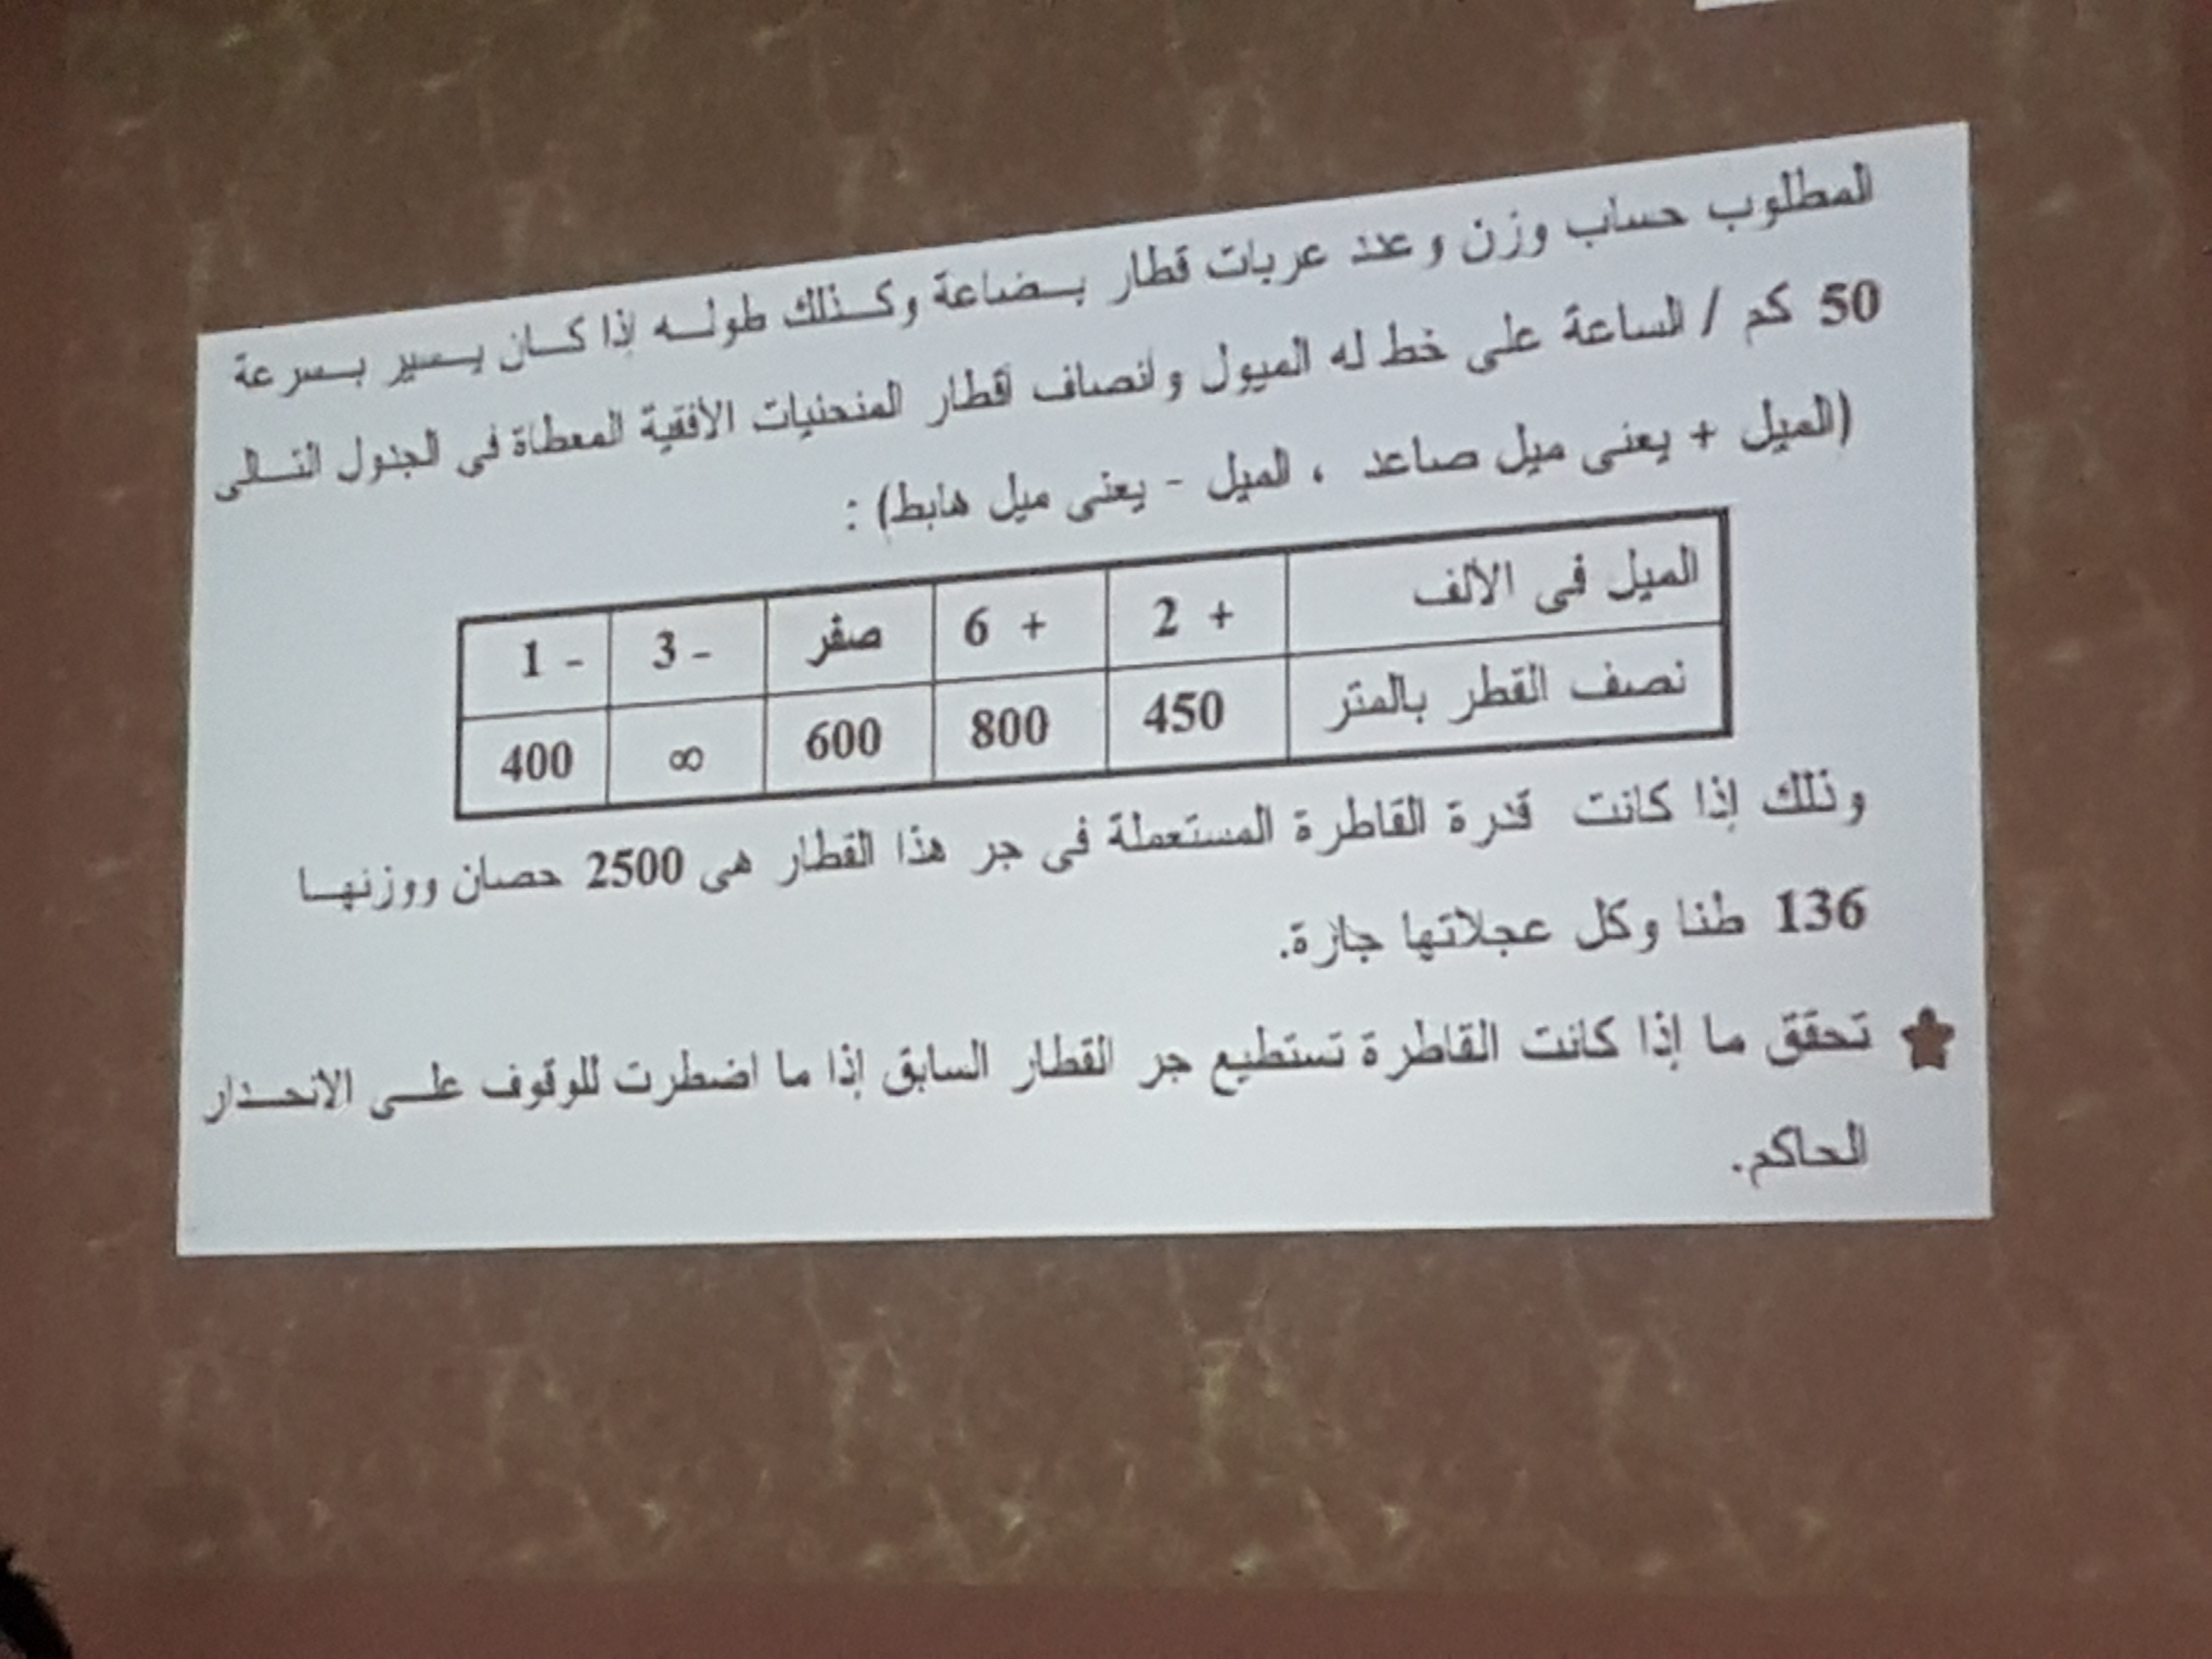 المطلوب حساب وزن وعدد عربات قطار بضاعة وكذلك طوله إذا كان يسير بسرعة
50 كم / الساعة على خط له الميول وانصاف أقطار المنحنيات الأفقية المعطاة فى الجدول التالى
(الميل + يعنى ميل صاعد ، الميل - يعنى ميل هابط) :
الميل فى الألف + 2 + 6 صفر - 3 - 1
نصف القطر بالمتر 450 800 600 ∞ 400
وذلك إذا كانت قدرة القاطرة المستعملة فى جر هذا القطار هى 2500 حصان ووزنها
136 طنا وكل عجلاتها جارة.
تحقق ما إذا كانت القاطرة تستطيع جر القطار السابق إذا ما اضطرت للوقوف على الانحدار
الحاكم.